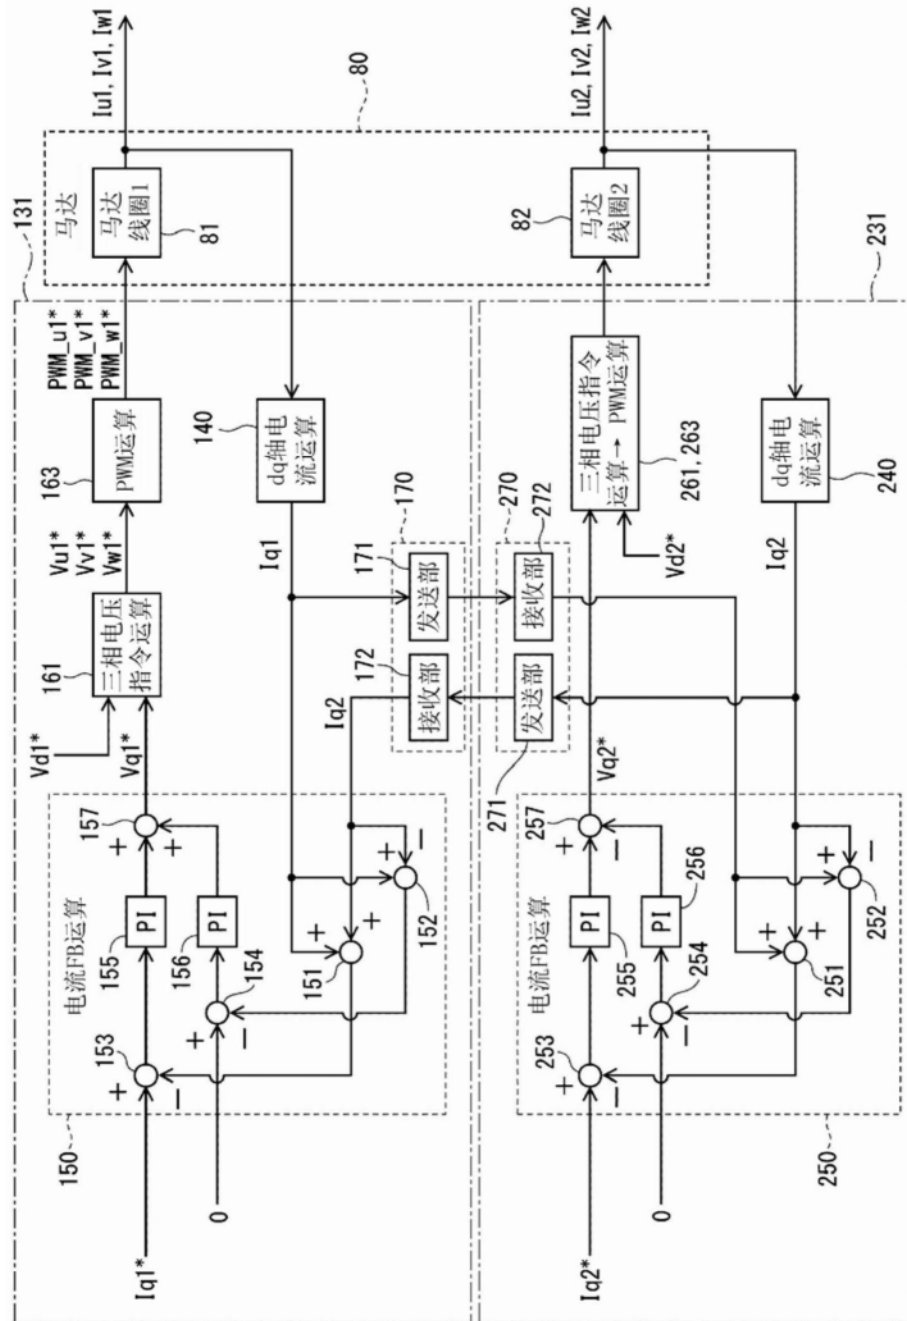 131
马达
马达
线圈1
81
80
Iu1, Iv1, Iw1
PWM_u1*
PWM_v1*
PWM_w1*
163
PWM运算
Vu1*
Vv1*
Vw1*
161
三相电压
指令运算
Vd1*
Vq1*
150
电流FB运算
Iq1*
0
+
−
153
155
PI
+
+
157
+
−
154
156
PI
+
+
151
+
−
152
140
dq轴电
流运算
Iq1
Iq2
170
171
发送部
172
接收部
270
272
接收部
271
发送部
231
82
马达
线圈2
Iu2, Iv2, Iw2
三相电压指令
运算→ PWM运算
261, 263
Vd2*
Vq2*
250
电流FB运算
Iq2*
0
+
−
253
255
PI
+
−
257
+
−
254
256
PI
+
+
251
+
−
252
240
dq轴电
流运算
Iq2